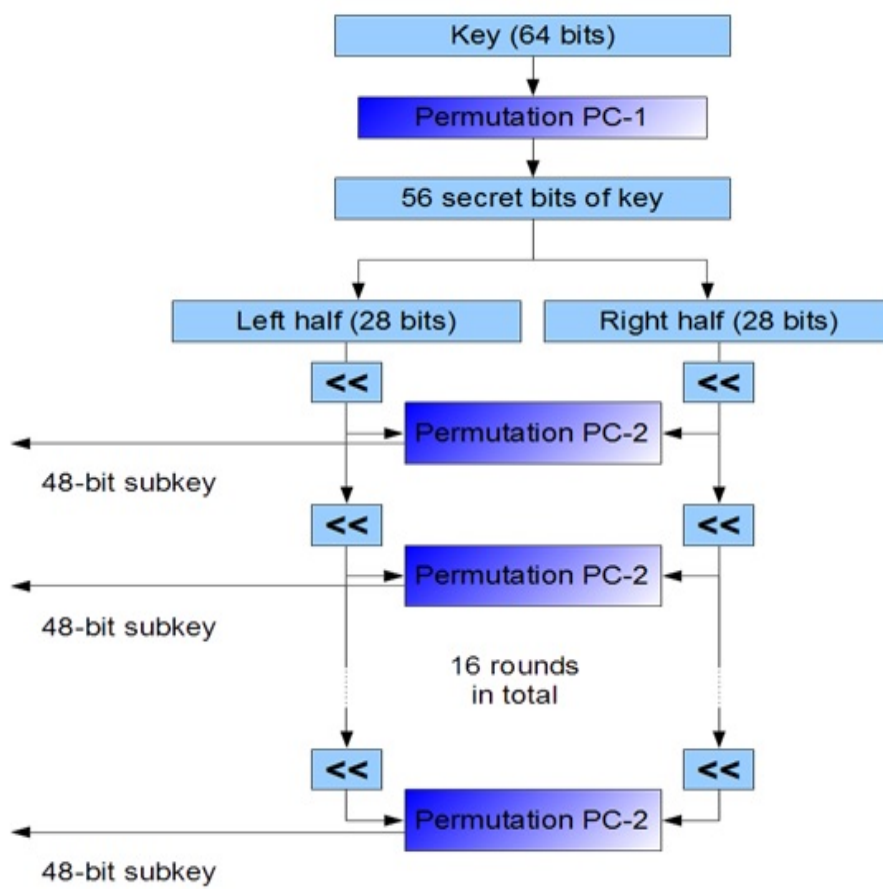 Key (64 bits)
Permutation PC-1
56 secret bits of key
Left half (28 bits)
Right half (28 bits)
<<
<<
Permutation PC-2
48-bit subkey
<<
<<
Permutation PC-2
48-bit subkey
16 rounds
in total
<<
<<
Permutation PC-2
48-bit subkey